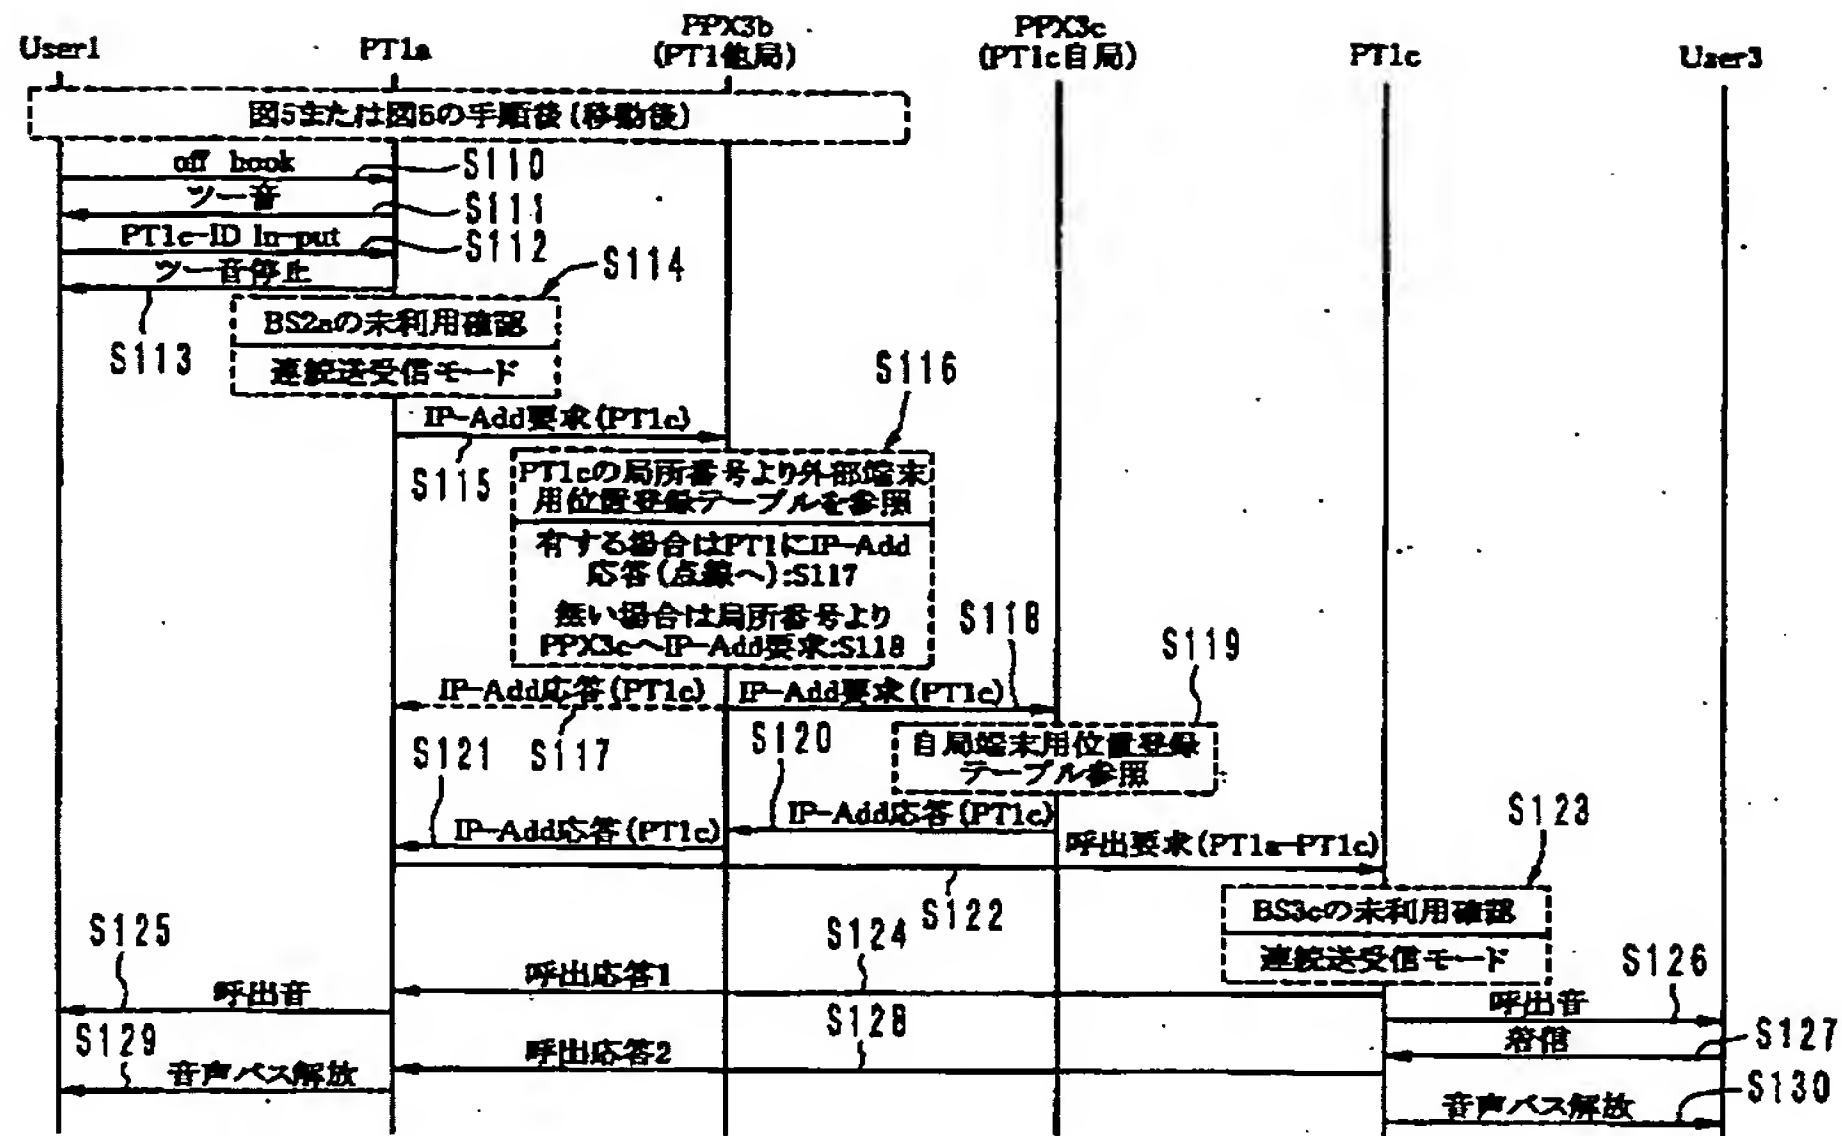 User1
PT1a
PPX3b
(PT1他局)
PPX3c
(PT1c自局)
PT1c
User3
図5または図6の手順後(移動後)
off hook
S110
ツー音
S111
PT1c-ID In-put
S112
ツー音停止
S113
S114
BS2aの未利用確認
連続送受信モード
IP-Add要求(PT1c)
S115
S116
PT1cの局所番号より外部端末
用位置登録テーブルを参照
有する場合はPT1にIP-Add
応答(点線へ):S117
無い場合は局所番号より
PPX3cへIP-Add要求:S118
IP-Add応答(PT1c)
S117
IP-Add要求(PT1c)
S118
S119
自局端末用位置登録
テーブル参照
S120
IP-Add応答(PT1c)
S121
IP-Add応答(PT1c)
呼出要求(PT1a-PT1c)
S122
S123
BS3cの未利用確認
連続送受信モード
S124
呼出応答1
S125
呼出音
S126
呼出音
S127
着信
S128
呼出応答2
S129
音声パス解放
S130
音声パス解放